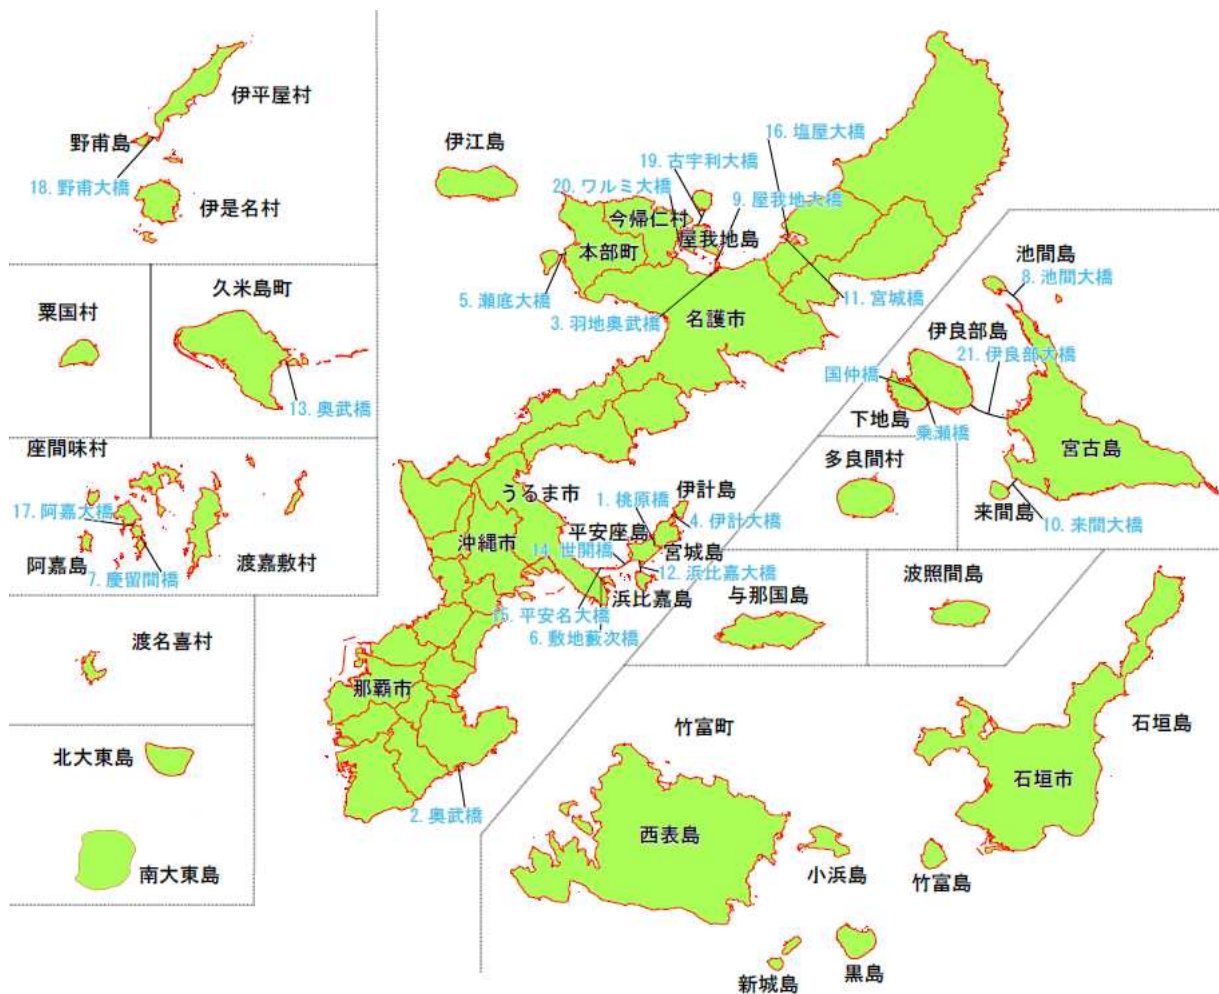 伊平屋村
野甫島
18. 野甫大橋
伊是名村
伊江島
16. 塩屋大橋
19. 古宇利大橋
20. ワルミ大橋
9. 屋我地大橋
今帰仁村
屋我地島
本部町
5. 瀬底大橋
3. 羽地奥武橋
名護市
11. 宮城橋
粟国村
久米島町
13. 奥武橋
池間島
8. 池間大橋
伊良部島
21. 伊良部大橋
国仲橋
下地島
乗瀬橋
宮古島
多良間村
来間島
10. 来間大橋
座間味村
17. 阿嘉大橋
阿嘉島
7. 慶留間橋
渡嘉敷村
うるま市
1. 桃原橋
伊計島
4. 伊計大橋
平安座島
沖縄市
14. 世開橋
宮城島
12. 浜比嘉大橋
浜比嘉島
15. 平安名大橋
6. 敷地藪次橋
与那国島
波照間島
渡名喜村
那覇市
2. 奥武橋
北大東島
南大東島
竹富町
石垣島
石垣市
西表島
小浜島
竹富島
新城島
黒島